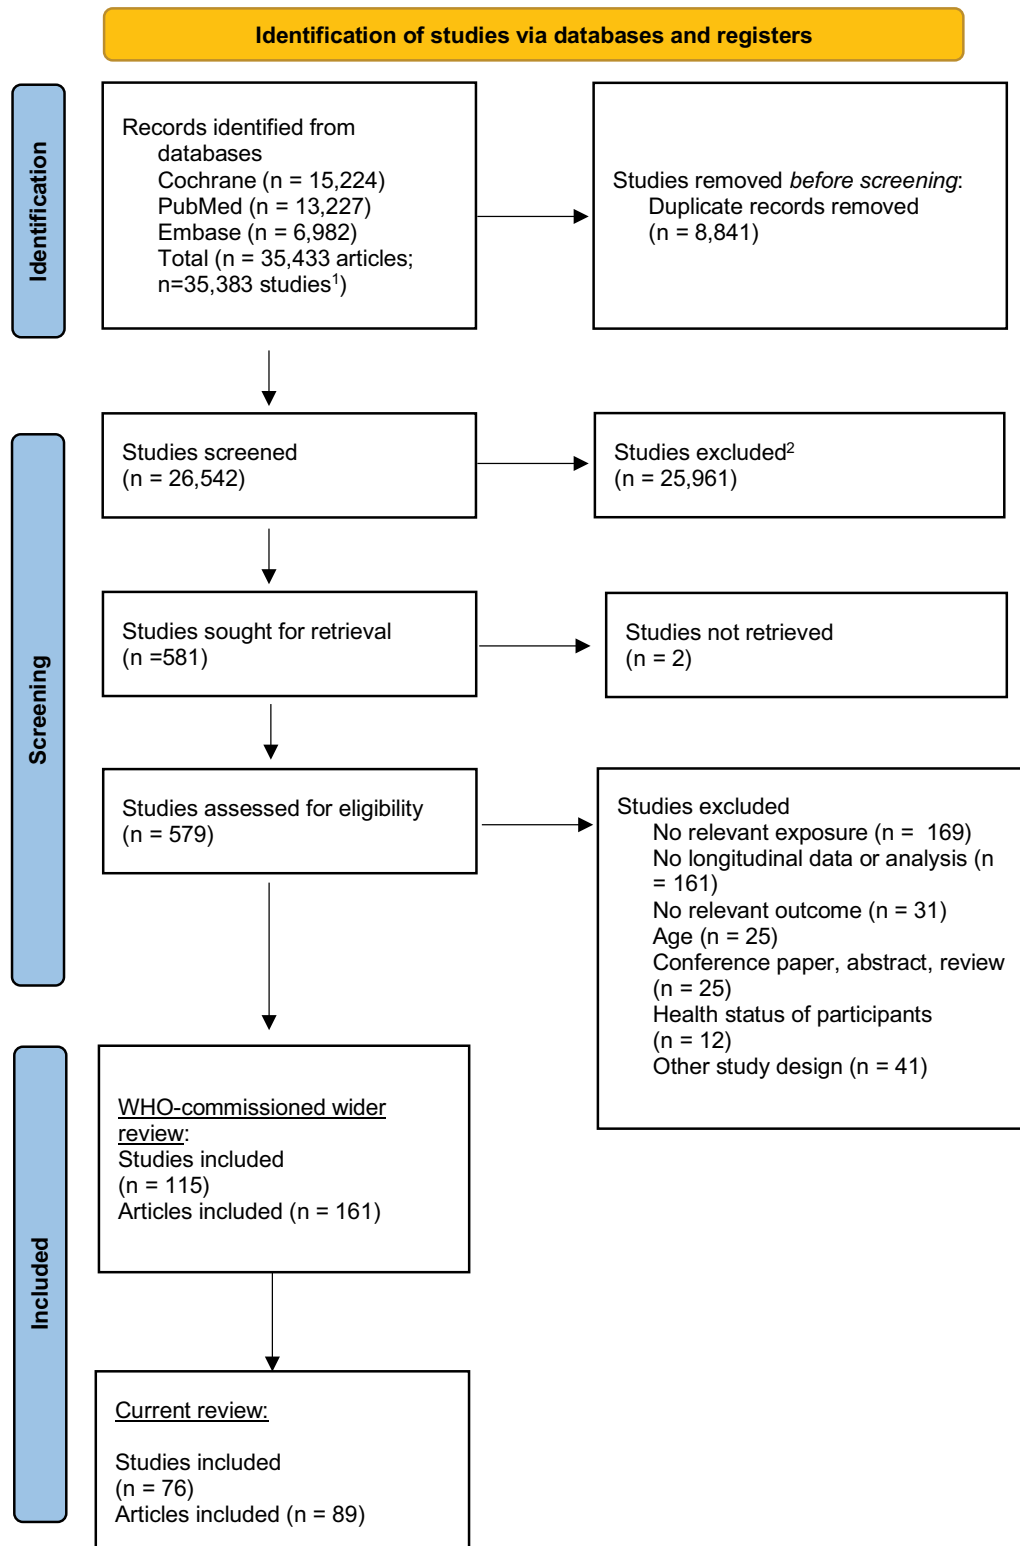 Identification of studies via databases and registers
Identification
Records identified from
databases
Cochrane (n = 15,224)
PubMed (n = 13,227)
Embase (n = 6,982)
Total (n = 35,433 articles;
n=35,383 studies¹)
Studies removed before screening:
Duplicate records removed
(n = 8,841)
Screening
Studies screened
(n = 26,542)
Studies excluded²
(n = 25,961)
Studies sought for retrieval
(n =581)
Studies not retrieved
(n = 2)
Studies assessed for eligibility
(n = 579)
Studies excluded
No relevant exposure (n =  169)
No longitudinal data or analysis (n
= 161)
No relevant outcome (n = 31)
Age (n = 25)
Conference paper, abstract, review
(n = 25)
Health status of participants
(n = 12)
Other study design (n = 41)
Included
WHO-commissioned wider
review:
Studies included
(n = 115)
Articles included (n = 161)
Current review:
Studies included
(n = 76)
Articles included (n = 89)